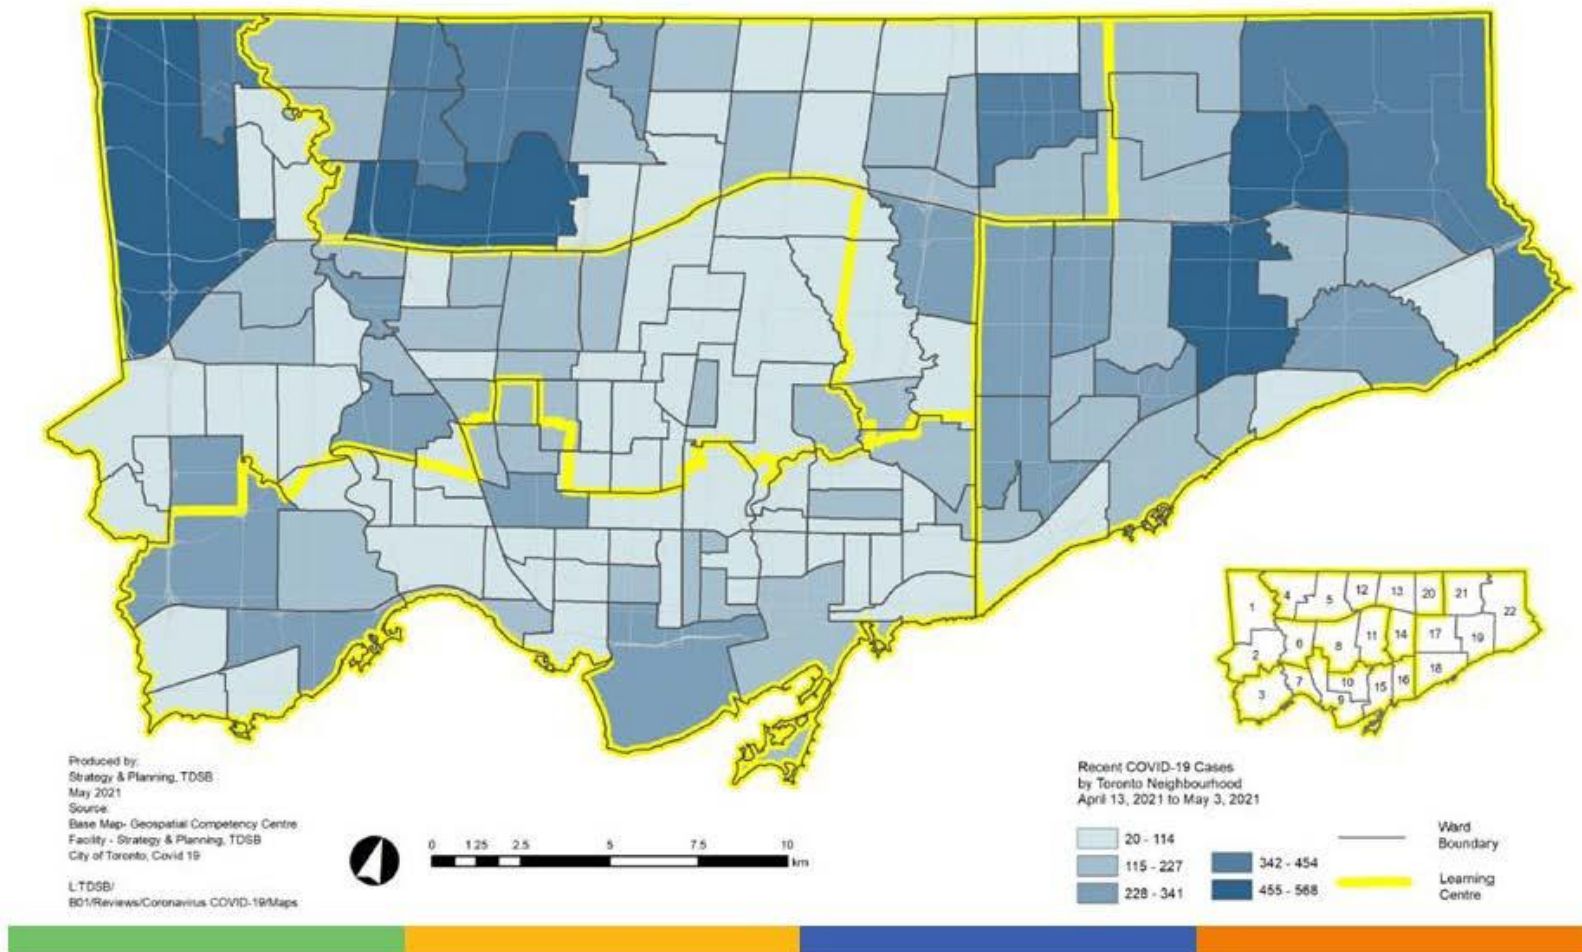 1
4
5
12
13
20
21
22
2
6
8
11
14
17
19
3
7
10
15
16
18
9
Produced by:
Strategy & Planning, TDSB
May 2021
Source:
Base Map- Geospatial Competency Centre
Facility - Strategy & Planning, TDSB
City of Toronto, Covid 19
L:TDSB/
B01/Reviews/Coronavirus COVID-19/Maps
0 1.25 2.5 5 7.5 10
km
Recent COVID-19 Cases
by Toronto Neighbourhood
April 13, 2021 to May 3, 2021
20 - 114
115 - 227
228 - 341
342 - 454
455 - 568
Ward
Boundary
Learning
Centre